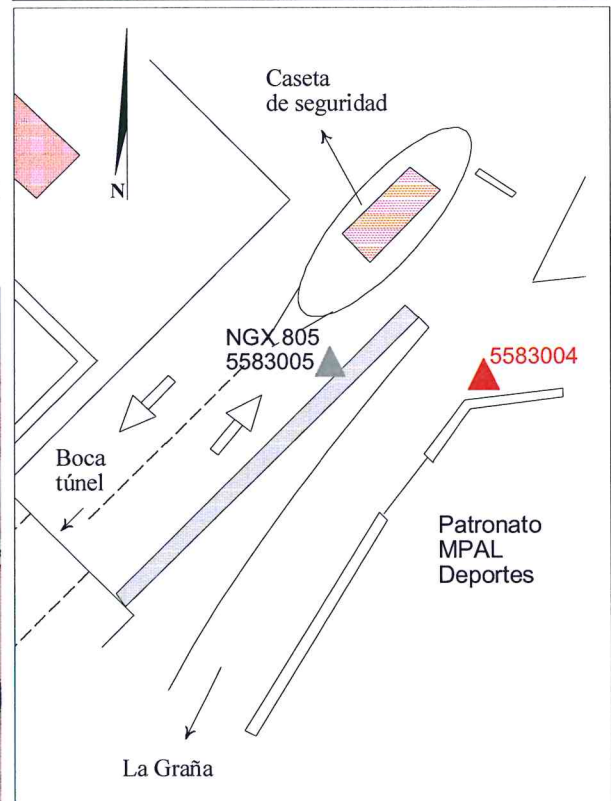 Caseta
de seguridad
N
NGX 805
5583005
5583004
Boca
túnel
Patronato
MPAL
Deportes
La Graña